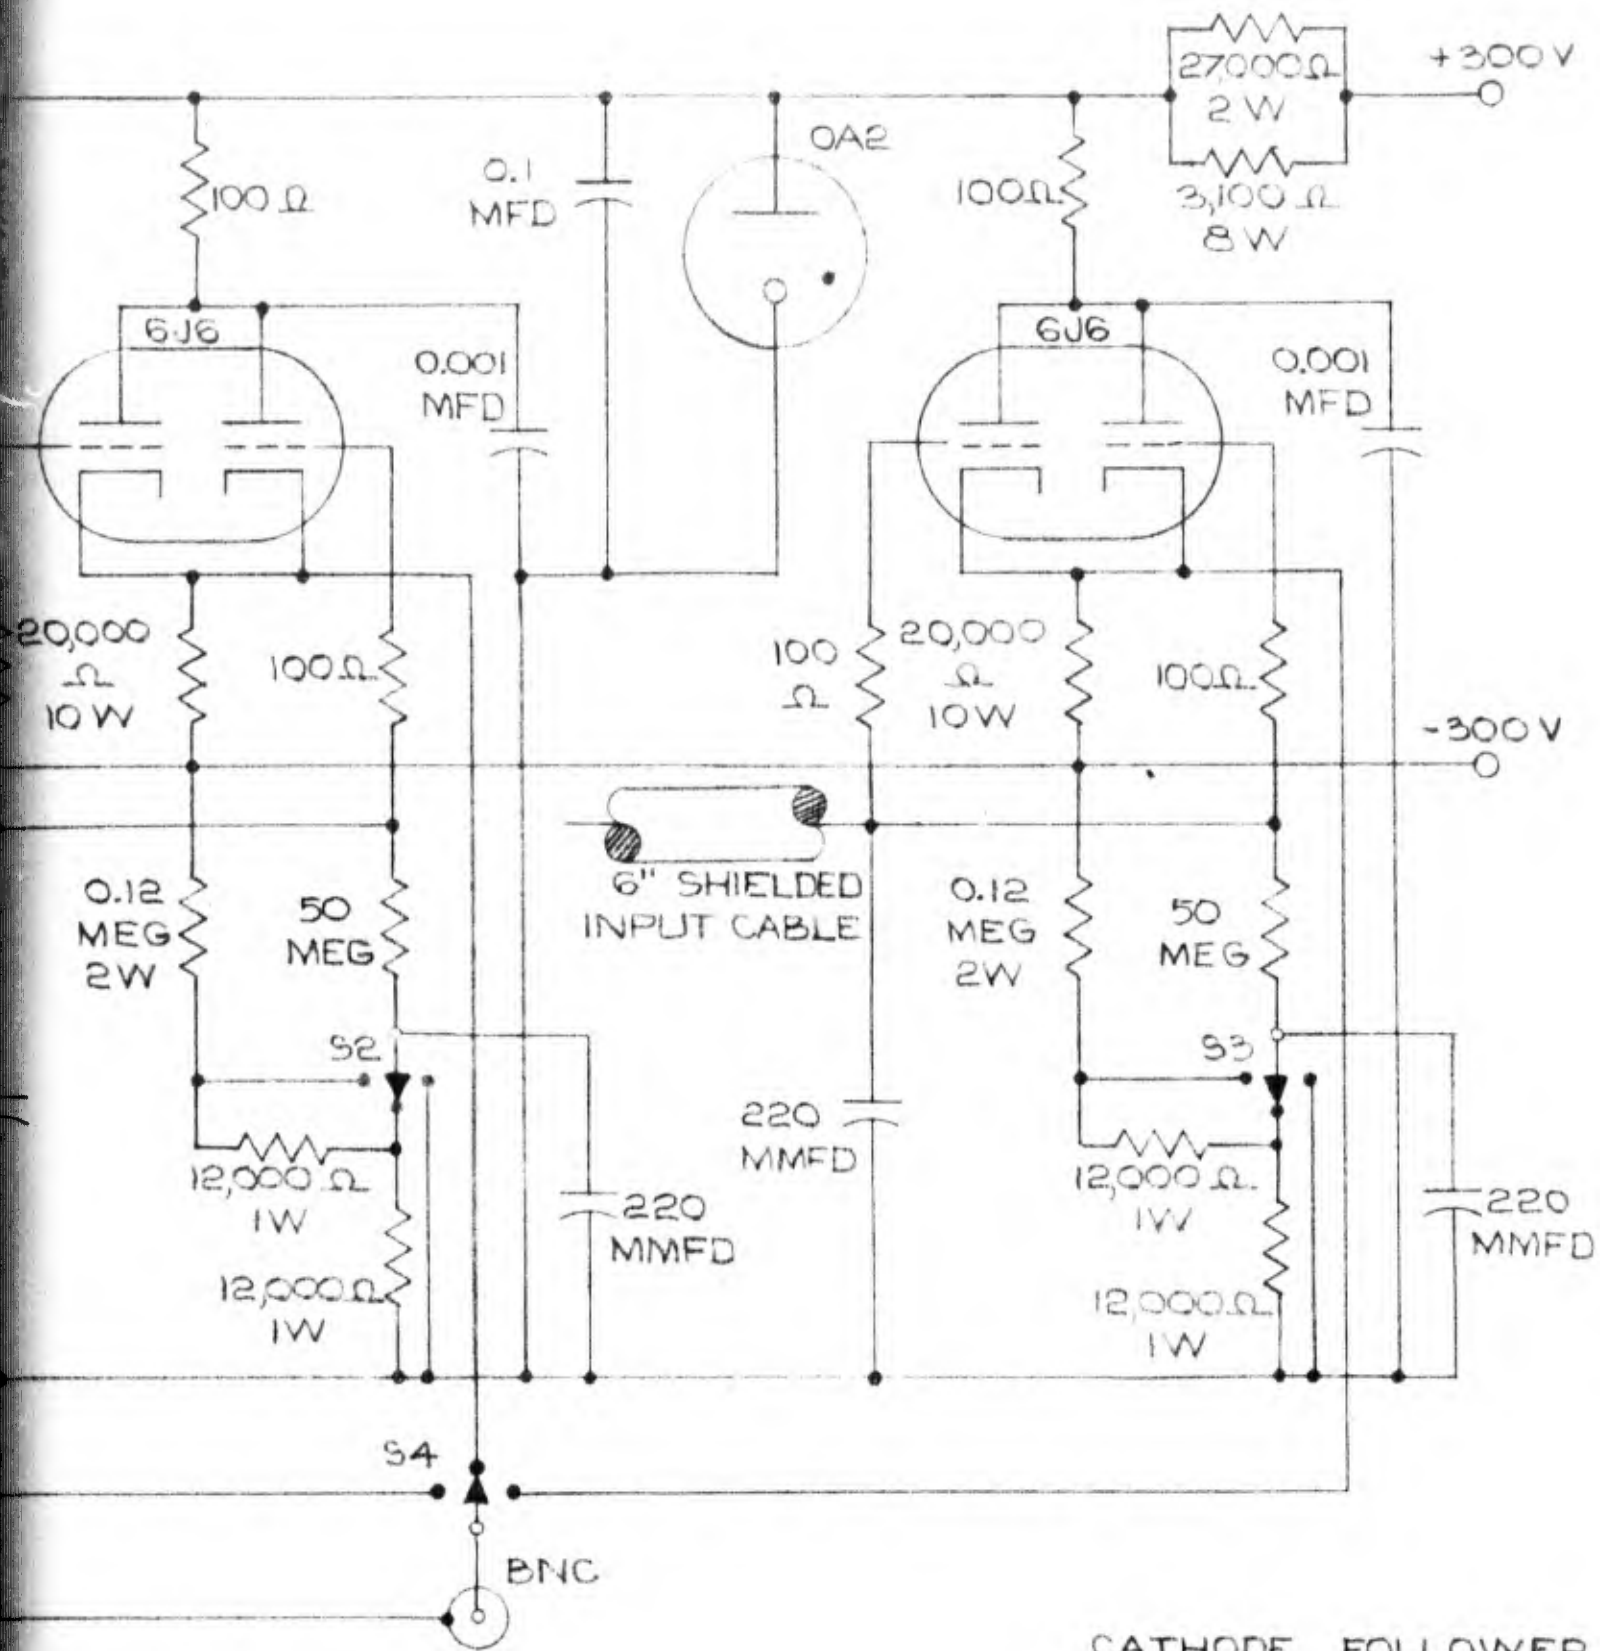 27,000Ω
2 W
+300 V
3,100 Ω
8 W
100 Ω
0.1
MFD
OA2
100Ω
6J6
0.001
MFD
6J6
0.001
MFD
20,000
Ω
10 W
100Ω
100
Ω
20,000
Ω
10W
100Ω
-300 V
6" SHIELDED
INPUT CABLE
0.12
MEG
2W
50
MEG
0.12
MEG
2W
50
MEG
S2
S3
12,000 Ω
1W
220
MMFD
220
MMFD
12,000 Ω
1W
220
MMFD
12,000Ω
1W
12,000Ω
1W
S4
BNC
CATHODE FOLLOWER